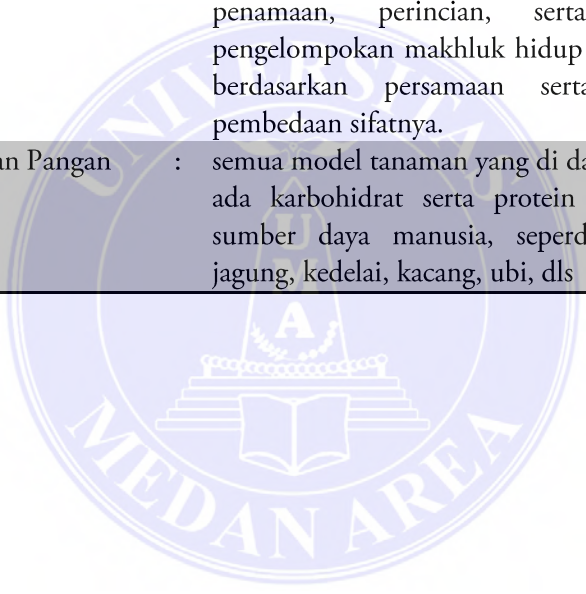 penamaan, perincian, serta
pengelompokan makhluk hidup
berdasarkan persamaan serta
pembedaan sifatnya.
an Pangan : semua model tanaman yang di da
ada karbohidrat serta protein
sumber daya manusia, seperd
jagung, kedelai, kacang, ubi, dls
UNIVERSITAS
U
M
A
MEDAN AREA